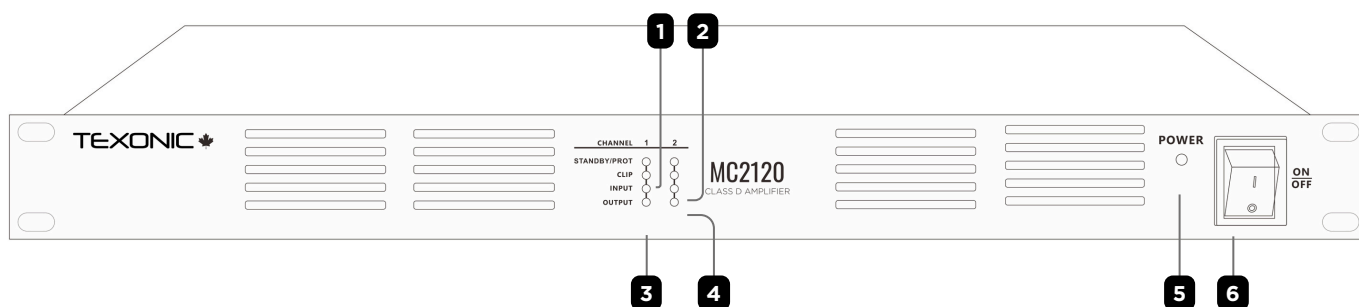 1 2
TEXONIC
CHANNEL 1 2
STANDBY/PROT
CLIP
INPUT
OUTPUT
MC2120
CLASS D AMPLIFIER
POWER
ON
OFF
3 4 5 6